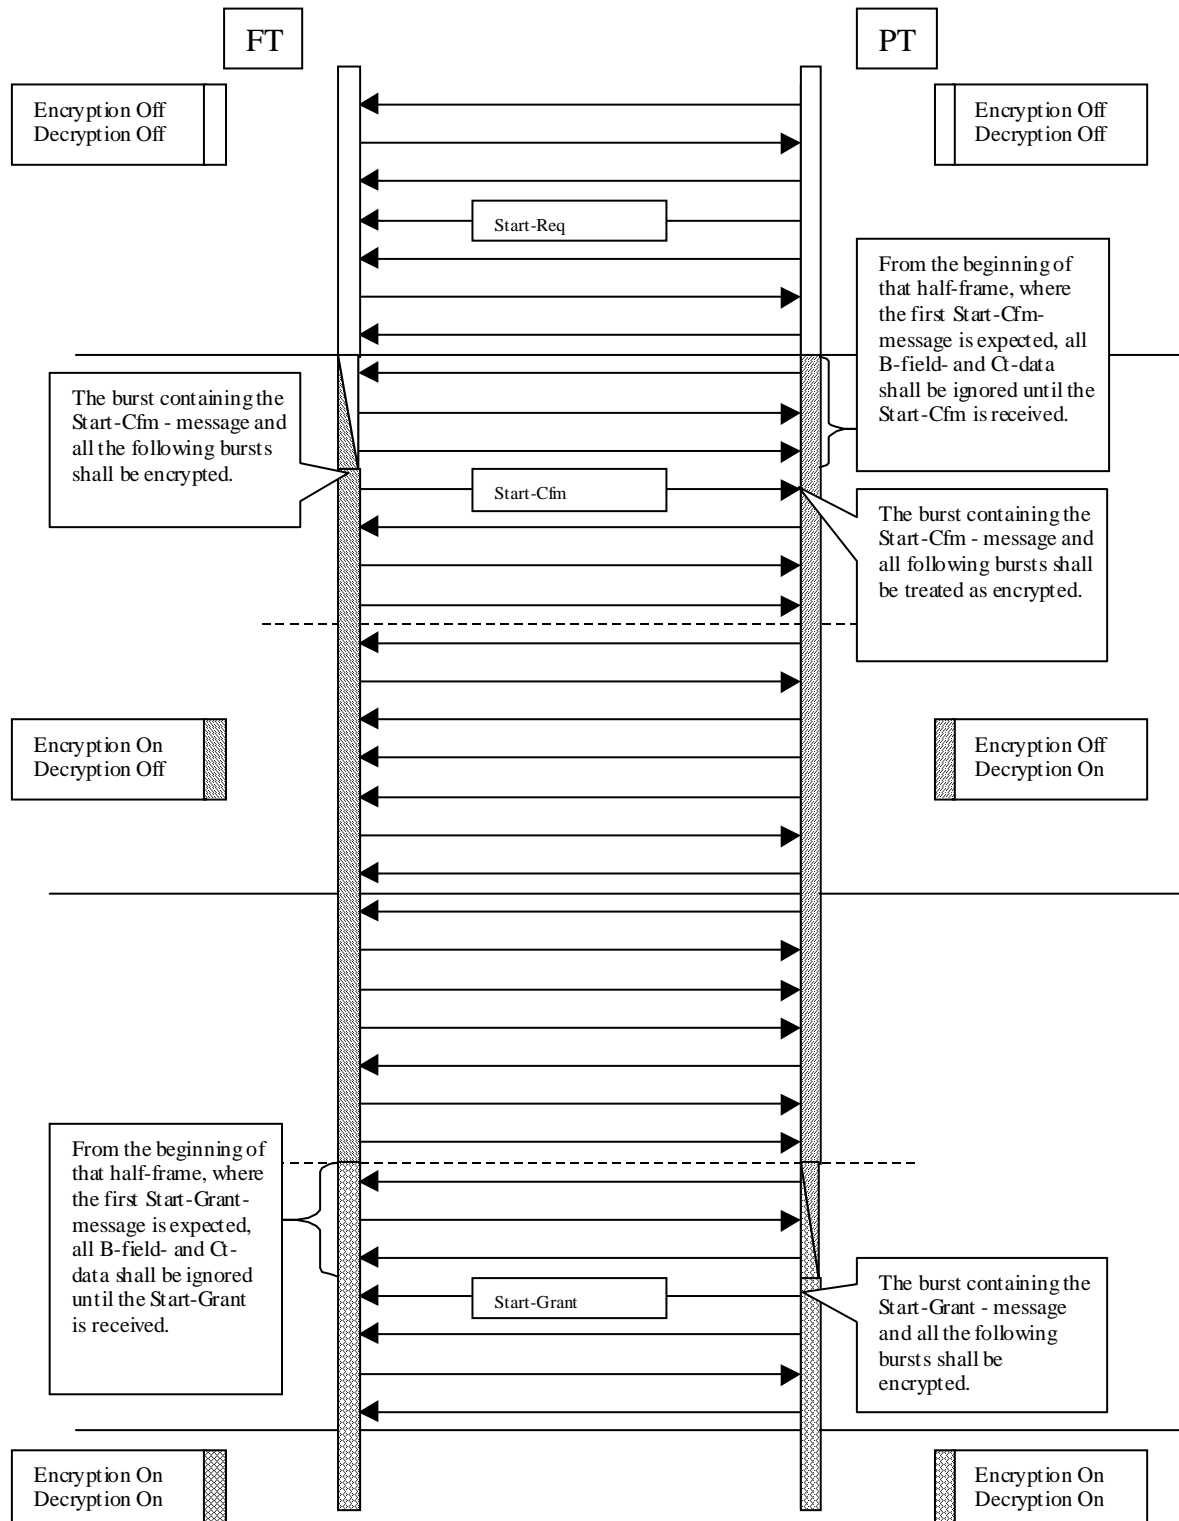 FT
PT
Encryption Off
Decryption Off
Encryption Off
Decryption Off
Start-Req
From the beginning of
that half-frame, where
the first Start-Cfm-
message is expected, all
B-field- and Ct-data
shall be ignored until the
Start-Cfm is received.
The burst containing the
Start-Cfm - message and
all the following bursts
shall be encrypted.
Start-Cfm
The burst containing the
Start-Cfm - message and
all following bursts shall
be treated as encrypted.
Encryption On
Decryption Off
Encryption Off
Decryption On
From the beginning of
that half-frame, where
the first Start-Grant-
message is expected,
all B-field- and Ct-
data shall be ignored
until the Start-Grant
is received.
Start-Grant
The burst containing the
Start-Grant - message
and all the following
bursts shall be
encrypted.
Encryption On
Decryption On
Encryption On
Decryption On